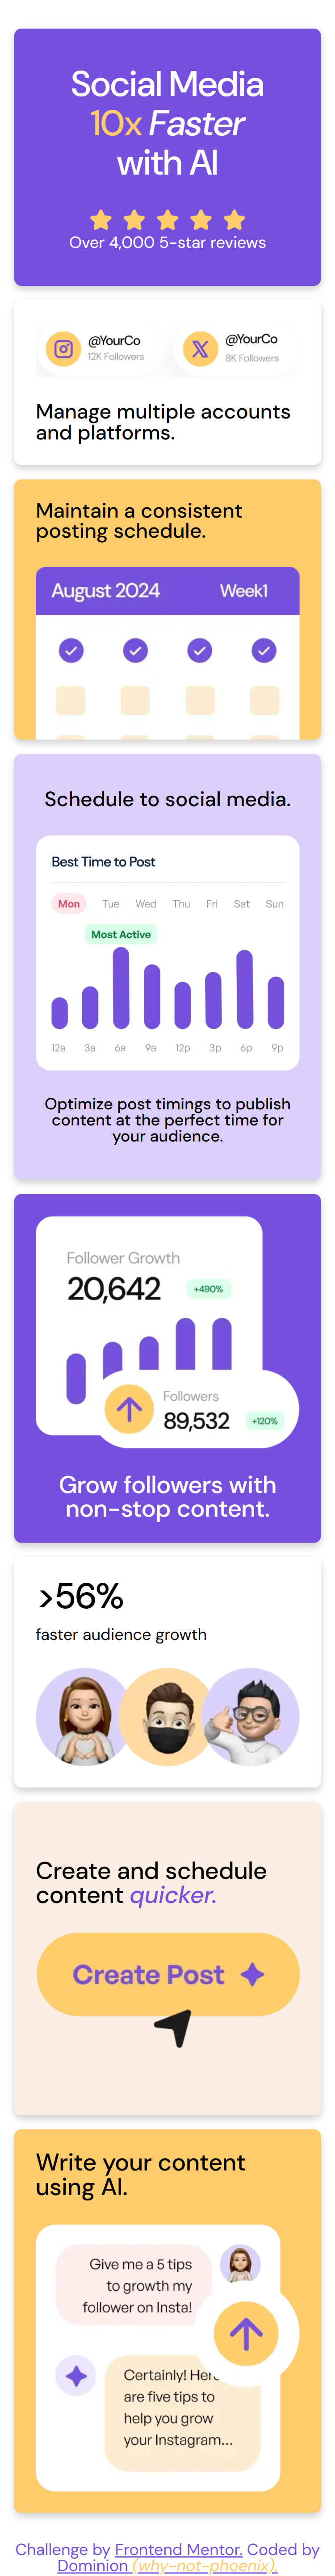 Social Media
10x Faster
with AI
Over 4,000 5-star reviews
@YourCo
12K Followers
@YourCo
8K Followers
Manage multiple accounts
and platforms.
Maintain a consistent
posting schedule.
August 2024 Week1
Schedule to social media.
Best Time to Post
Mon Tue Wed Thu Fri Sat Sun
Most Active
12a 3a 6a 9a 12p 3p 6p 9p
Optimize post timings to publish
content at the perfect time for
your audience.
Follower Growth
20,642 +490%
Followers
89,532 +120%
Grow followers with
non-stop content.
>56%
faster audience growth
Create and schedule
content quicker.
Create Post
Write your content
using AI.
Give me a 5 tips
to growth my
follower on Insta!
Certainly!
are five tips to
help you grow
your Instagram...
Challenge by Frontend Mentor. Coded by
Dominion (why-not-phoenix).